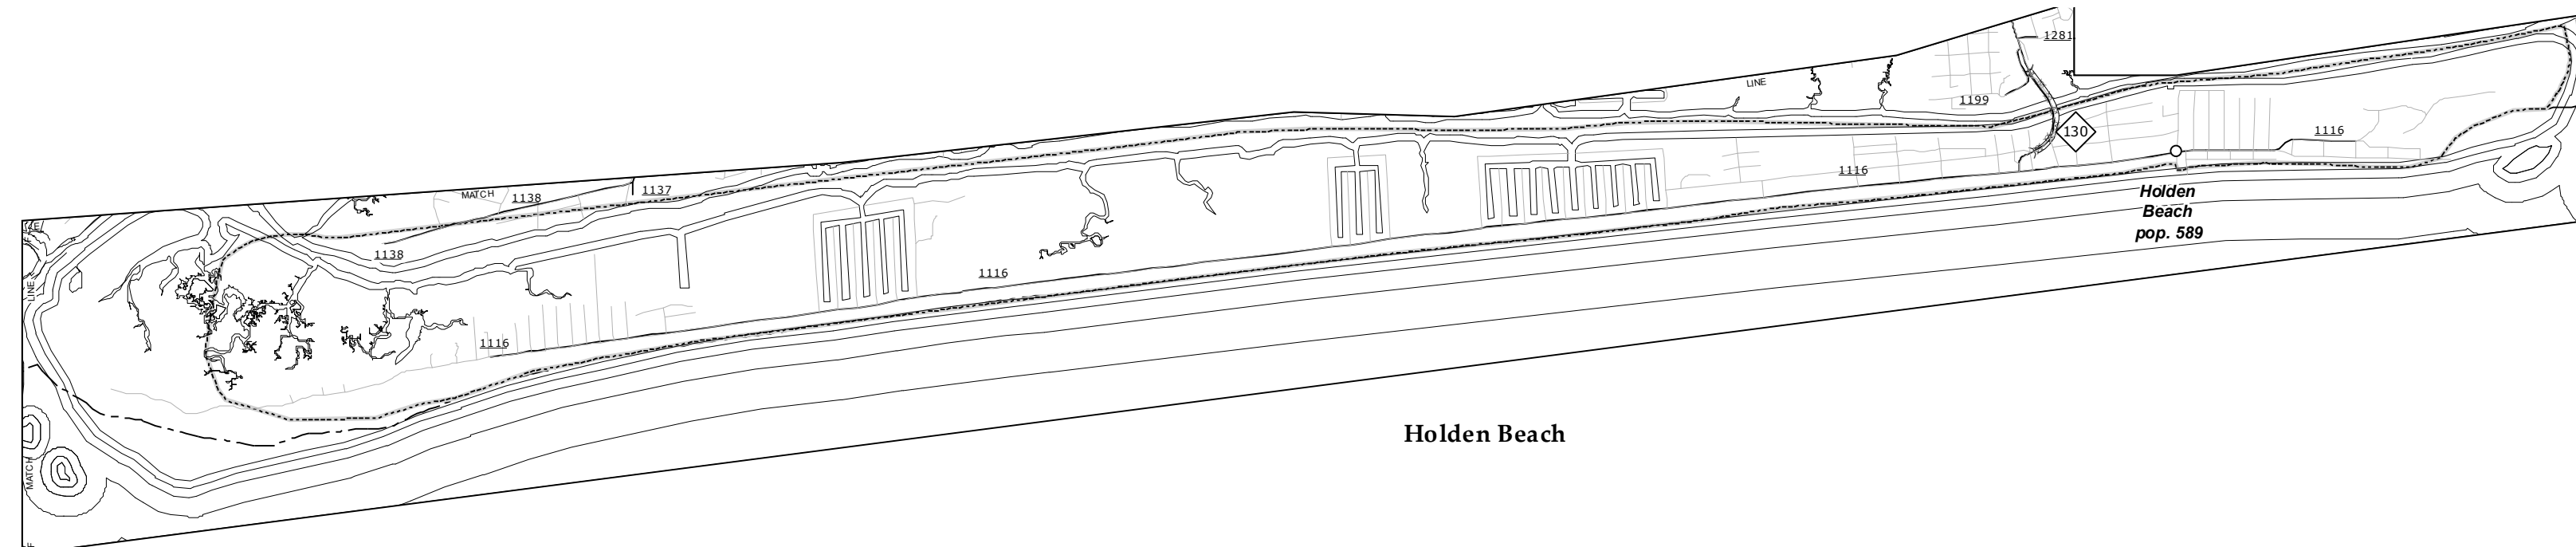 1281
LINE
1199
130
1116
1116
Holden
Beach
pop. 589
MATCH
1138
1137
1138
1116
1116
LINE
MATCH
Holden Beach